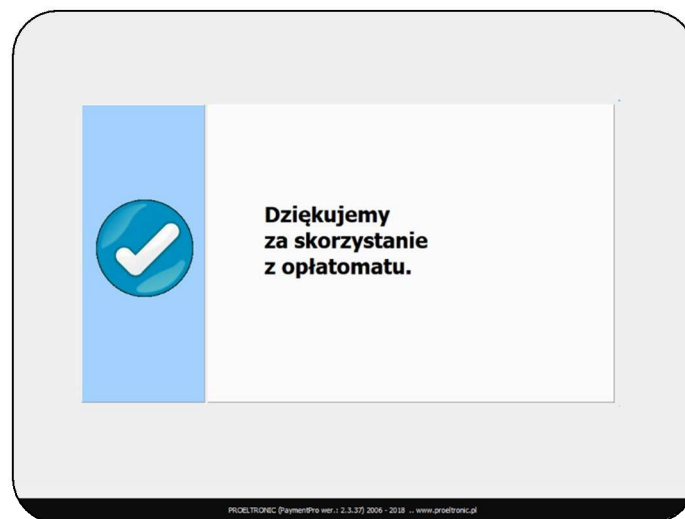 Dziękujemy
za skorzystanie
z opłatomatu.
PROELTRONIC (PaymentPro wer.: 2.3.37) 2006 - 2018 .. www.proeltronic.pl